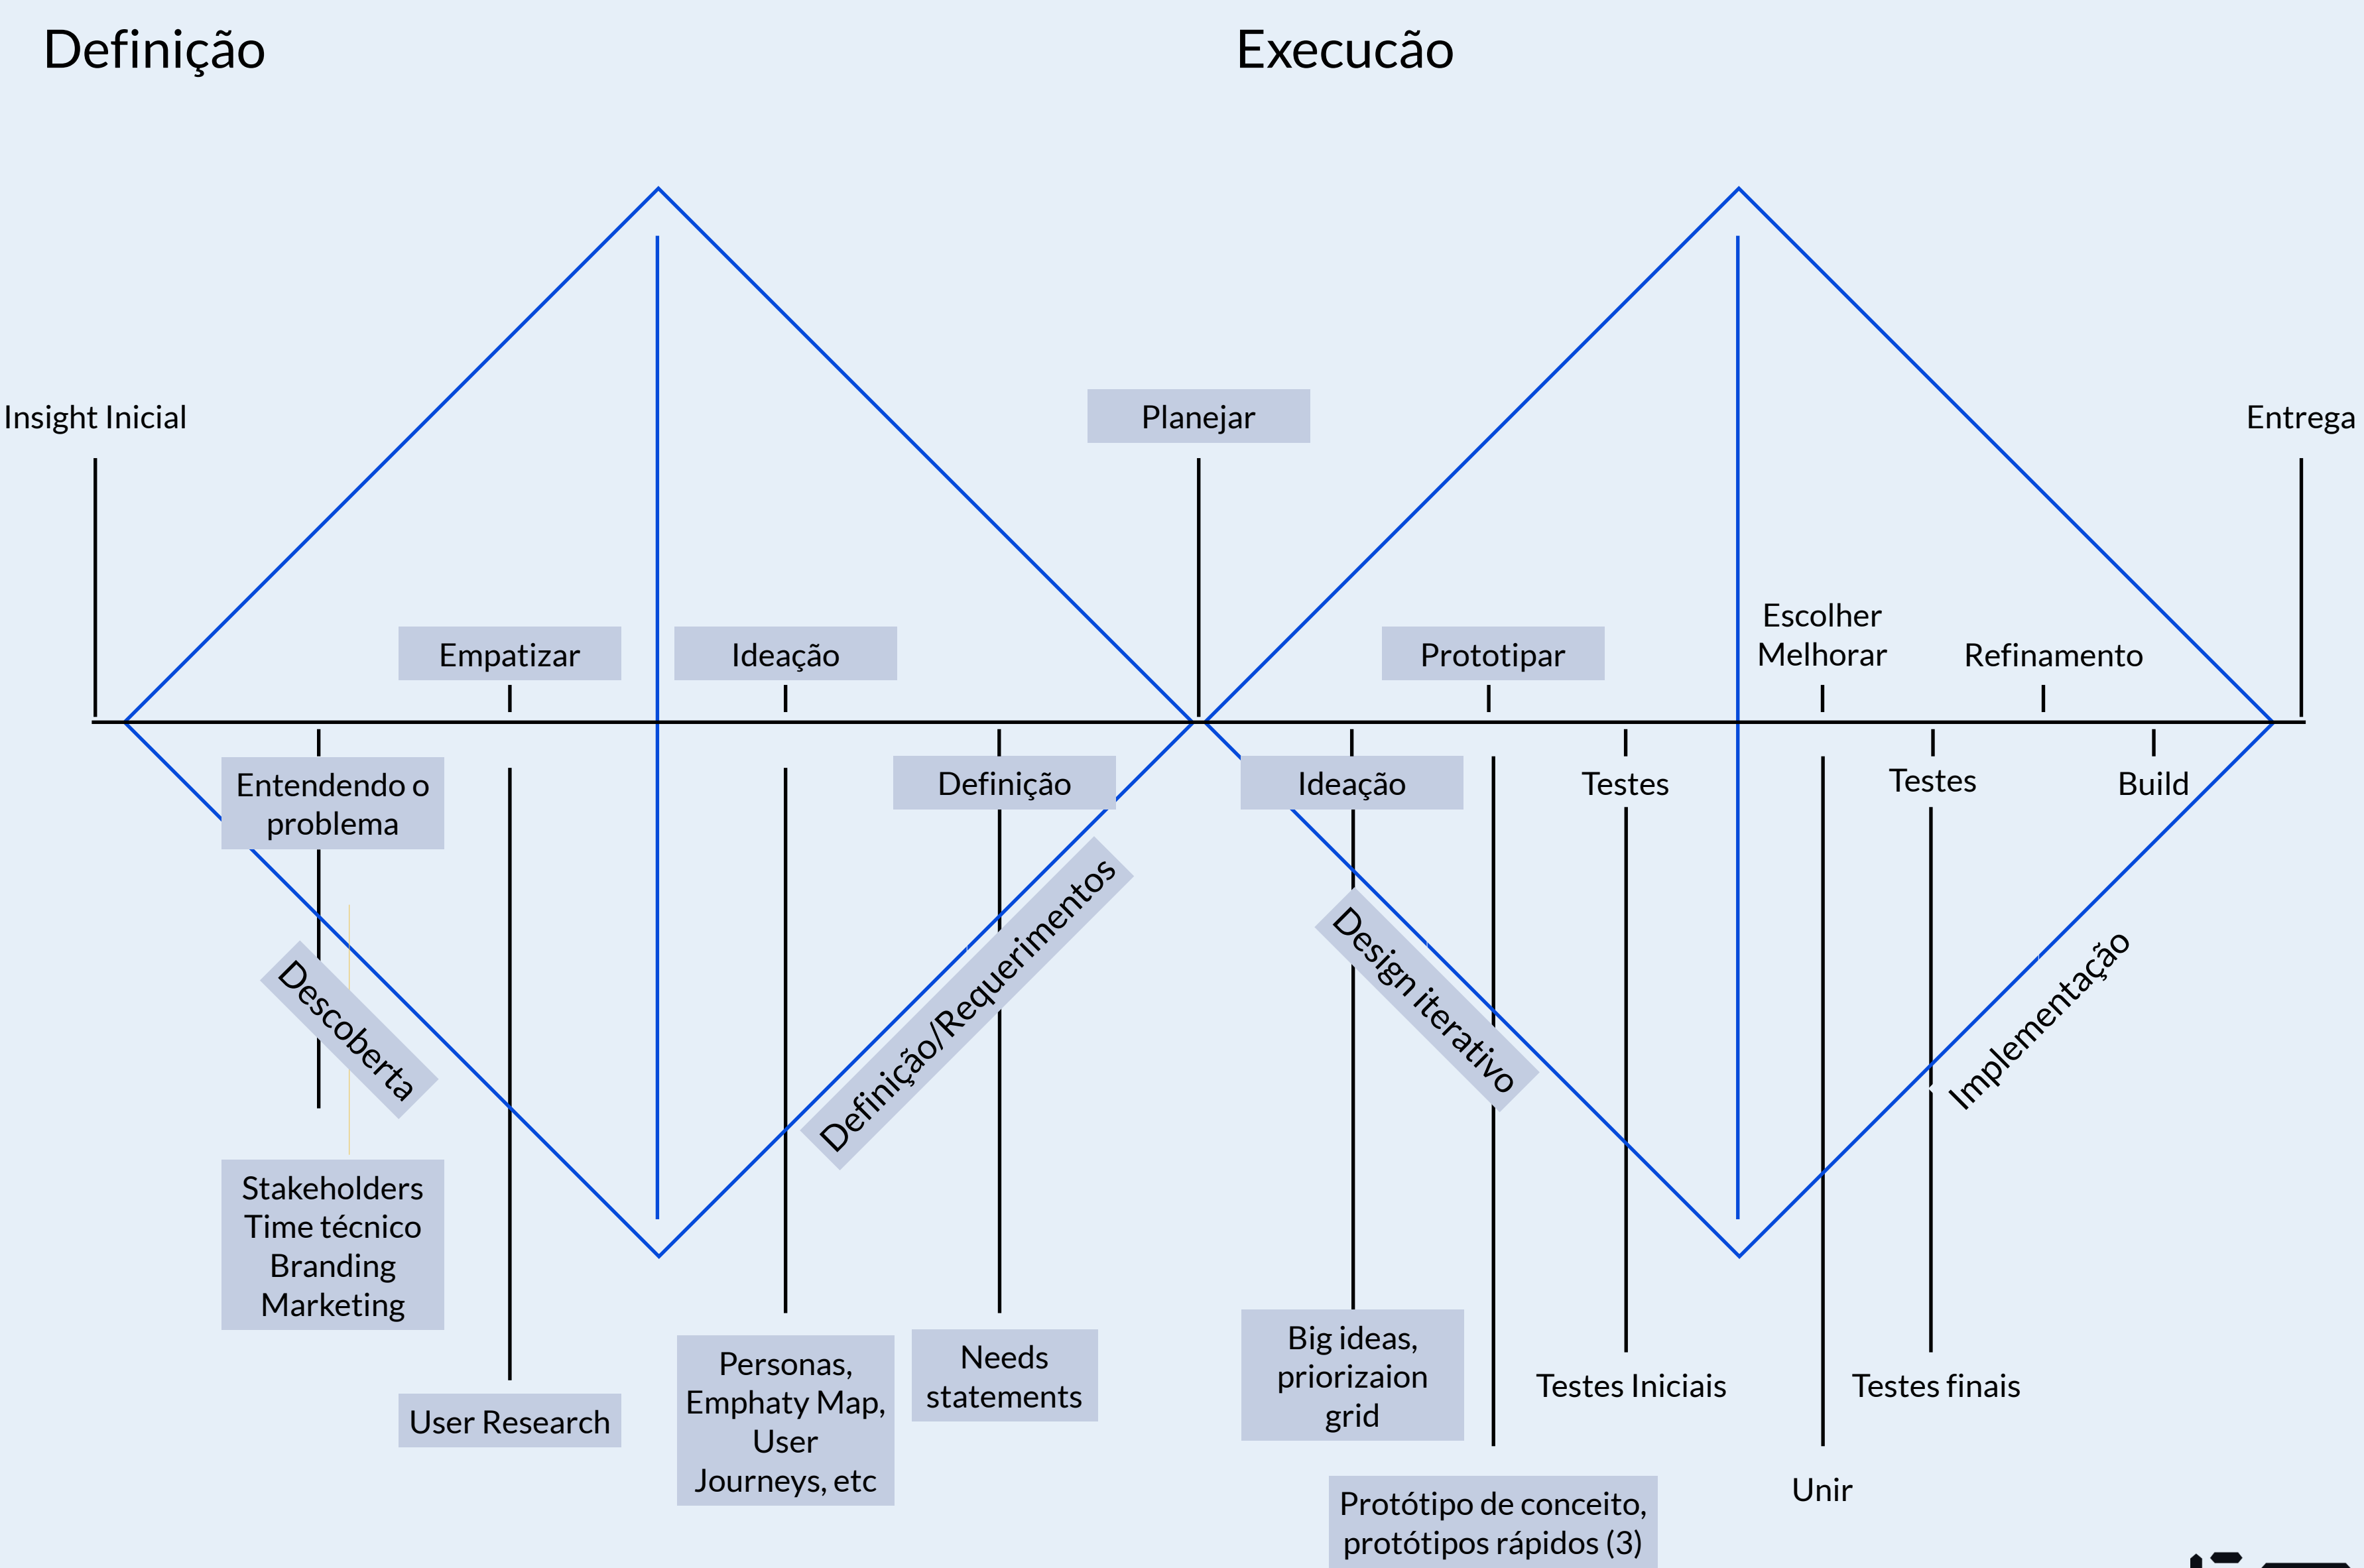 Definição
Execucão
Insight Inicial
Planejar
Entrega
Empatizar
Ideação
Prototipar
Escolher
Melhorar
Refinamento
Entendendo o
problema
Definição
Ideação
Testes
Testes
Build
Descoberta
Definição/Requerimentos
Design iterativo
Implementação
Stakeholders
Time técnico
Branding
Marketing
User Research
Personas,
Emphaty Map,
User
Journeys, etc
Needs
statements
Big ideas,
priorizaion
grid
Testes Iniciais
Testes finais
Unir
Protótipo de conceito,
protótipos rápidos (3)